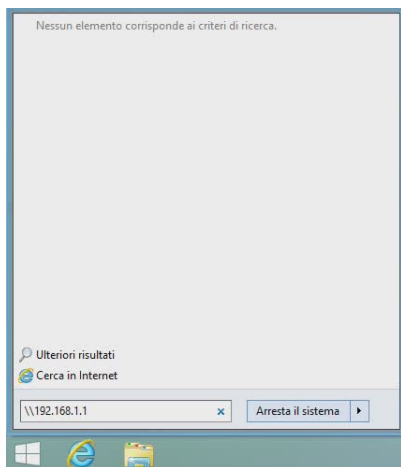 Nessun elemento corrisponde ai criteri di ricerca.
Ulteriori risultati
Cerca in Internet
\\192.168.1.1
Arresta il sistema